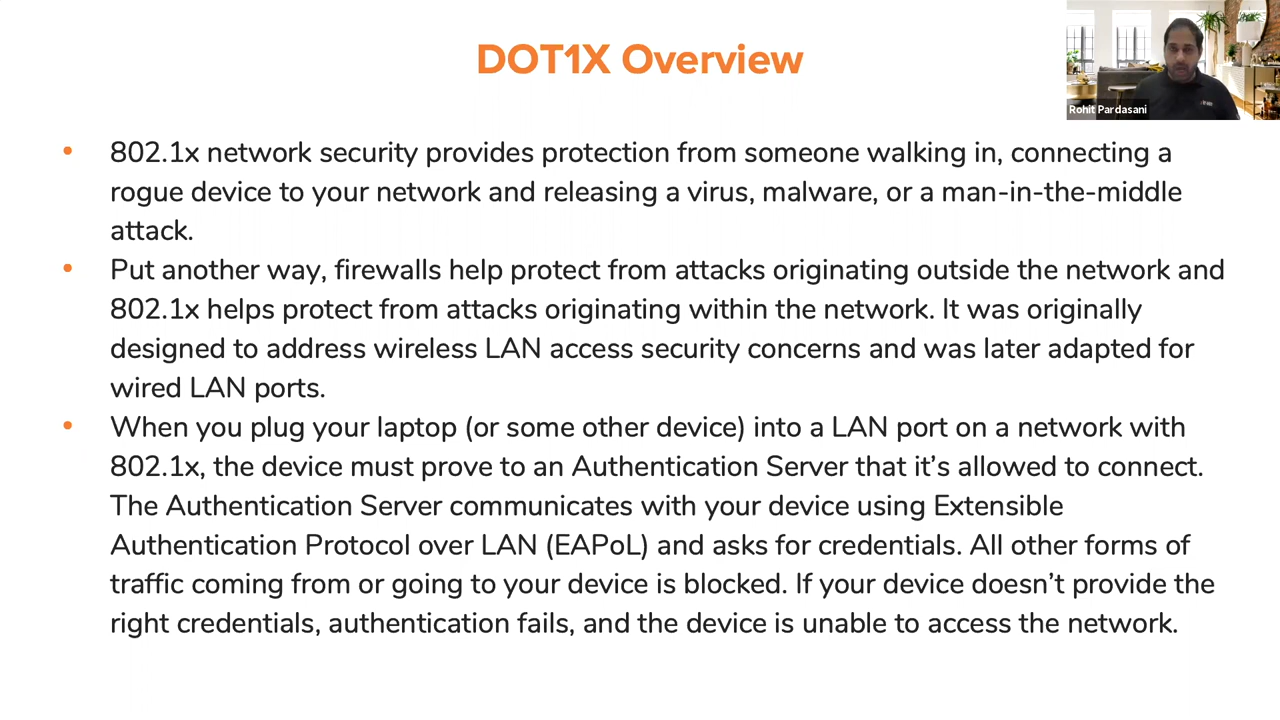 DOT1X Overview
Rohit Pardasani
• 802.1x network security provides protection from someone walking in, connecting a
rogue device to your network and releasing a virus, malware, or a man-in-the-middle
attack.
• Put another way, firewalls help protect from attacks originating outside the network and
802.1x helps protect from attacks originating within the network. It was originally
designed to address wireless LAN access security concerns and was later adapted for
wired LAN ports.
• When you plug your laptop (or some other device) into a LAN port on a network with
802.1x, the device must prove to an Authentication Server that it’s allowed to connect.
The Authentication Server communicates with your device using Extensible
Authentication Protocol over LAN (EAPoL) and asks for credentials. All other forms of
traffic coming from or going to your device is blocked. If your device doesn’t provide the
right credentials, authentication fails, and the device is unable to access the network.